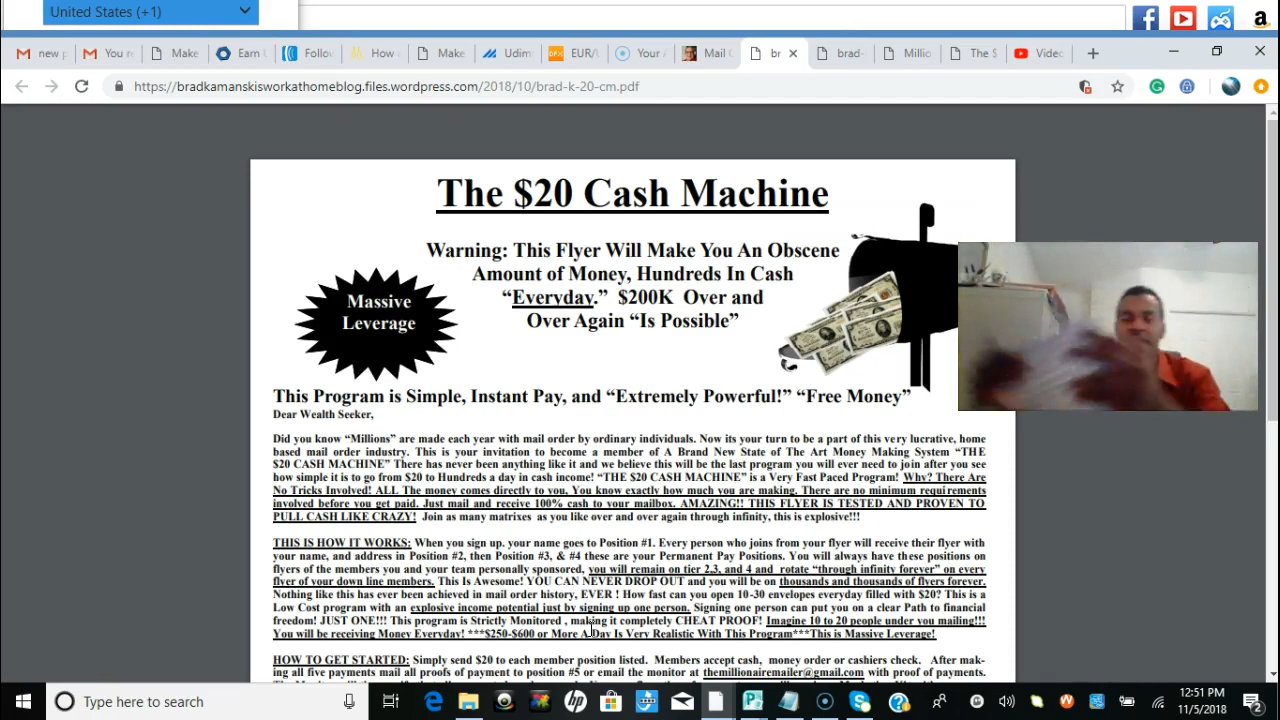 United States (+1)
new p
You re
Make
Earn
Follov
How
Make
Udim
EUR/U
Your
Mail
br
brad-
Millio
The $
Videc
https://bradkamanskisworkathomeblog.files.wordpress.com/2018/10/brad-k-20-cm.pdf
The $20 Cash Machine
Warning: This Flyer Will Make You An Obscene
Amount of Money, Hundreds In Cash
“Everyday.” $200K Over and
Over Again “Is Possible”
Massive
Leverage
This Program is Simple, Instant Pay, and “Extremely Powerful!” “Free Money”
Dear Wealth Seeker,
Did you know “Millions” are made each year with mail order by ordinary individuals. Now its your turn to be a part of this very lucrative, home
based mail order industry. This is your invitation to become a member of A Brand New State of The Art Money Making System “THE
$20 CASH MACHINE” There has never been anything like it and we believe this will be the last program you will ever need to join after you see
how simple it is to go from $20 to Hundreds a day in cash income! “THE $20 CASH MACHINE” is a Very Fast Paced Program! Why? There Are
No Tricks Involved! ALL The money comes directly to you, You know exactly how much you are making. There are no minimum requirements
involved before you get paid. Just mail and receive 100% cash to your mailbox. AMAZING!! THIS FLYER IS TESTED AND PROVEN TO
PULL CASH LIKE CRAZY! Join as many matrixes as you like over and over again through infinity, this is explosive!!!
THIS IS HOW IT WORKS: When you sign up, your name goes to Position #1. Every person who joins from your flyer will receive their flyer with
your name, and address in Position #2, then Position #3, & #4 these are your Permanent Pay Positions. You will always have these positions on
flyers of the members you and your team personally sponsored, you will remain on tier 2,3, and 4 and rotate “through infinity forever” on every
flyer of your down line members. This Is Awesome! YOU CAN NEVER DROP OUT and you will be on thousands and thousands of flyers forever.
Nothing like this has ever been achieved in mail order history, EVER ! How fast can you open 10-30 envelopes everyday filled with $20? This is a
Low Cost program with an explosive income potential just by signing up one person. Signing one person can put you on a clear Path to financial
freedom! JUST ONE!!! This program is Strictly Monitored , making it completely CHEAT PROOF! Imagine 10 to 20 people under you mailing!!!
You will be receiving Money Everyday! ***$250-$600 or More A Day Is Very Realistic With This Program***This is Massive Leverage!
HOW TO GET STARTED: Simply send $20 to each member position listed. Members accept cash, money order or cashiers check. After mak-
ing all five payments mail all proofs of payment to position #5 or email the monitor at themillionairemailer@gmail.com with proof of payments.
Type here to search
12:51 PM
11/5/2018